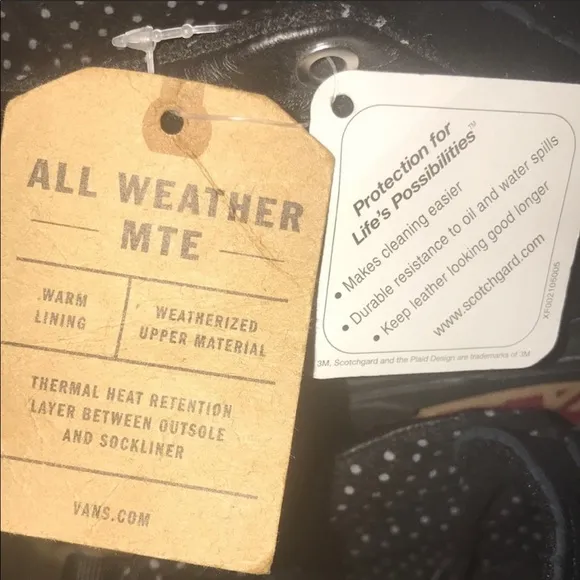 ALL WEATHER
MTE
WARM
LINING
WEATHERIZED
UPPER MATERIAL
THERMAL HEAT RETENTION
LAYER BETWEEN OUTSOLE
AND SOCKLINER
VANS.COM
Protection for
Life's Possibilities™
• Makes cleaning easier
• Durable resistance to oil and water spills
• Keep leather looking good longer
www.scotchgard.com
XF002106005
3M, Scotchgard and the Plaid Design are trademarks of 3M